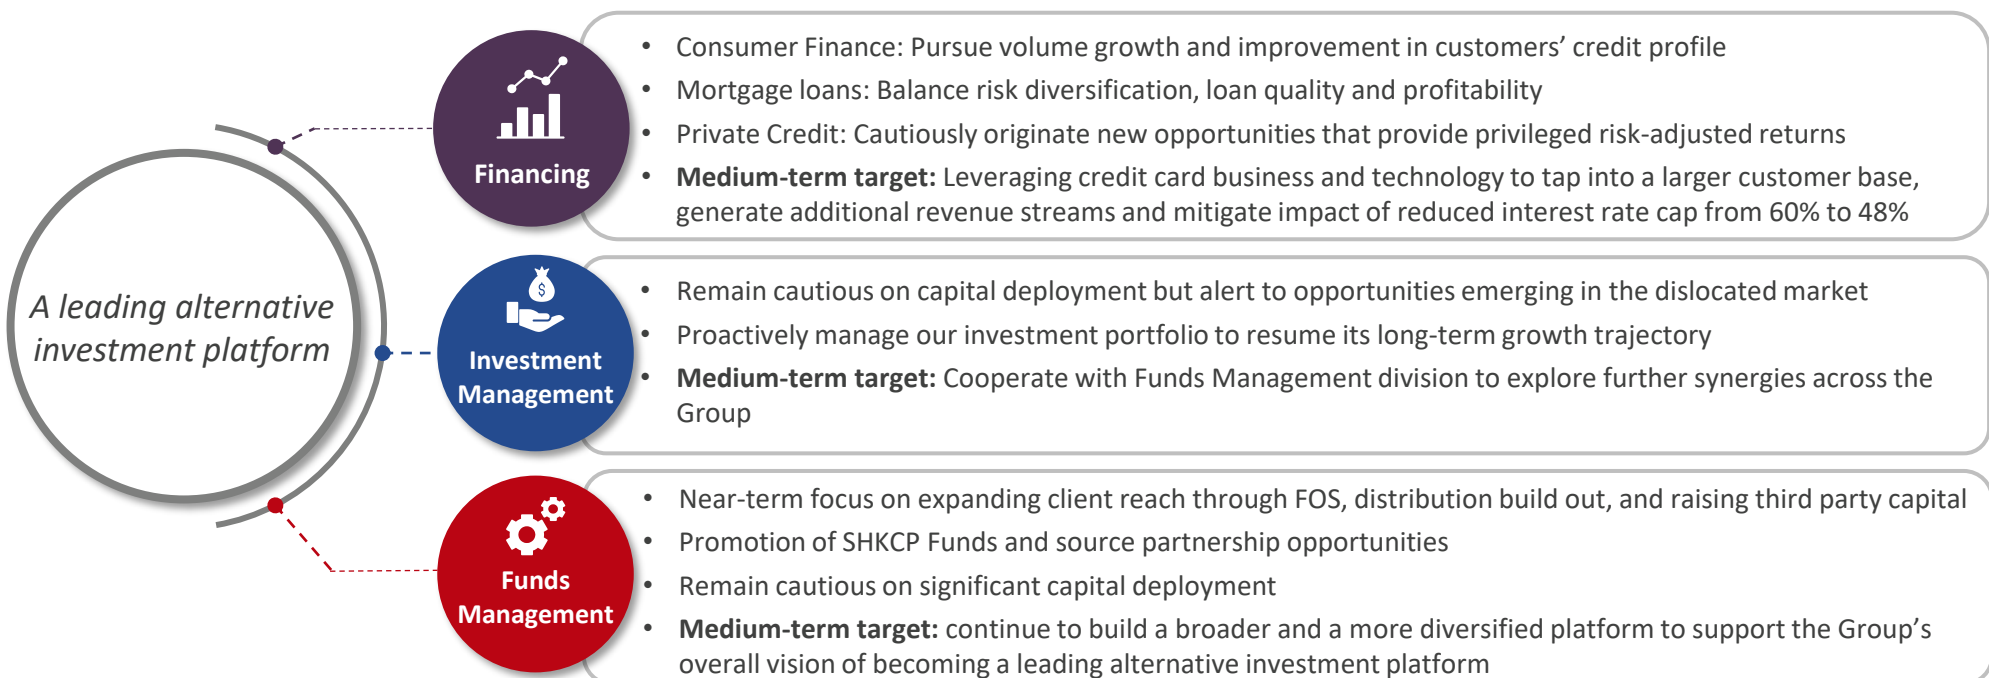 A leading alternative
investment platform
Financing
• Consumer Finance: Pursue volume growth and improvement in customers’ credit profile
• Mortgage loans: Balance risk diversification, loan quality and profitability
• Private Credit: Cautiously originate new opportunities that provide privileged risk-adjusted returns
• Medium-term target: Leveraging credit card business and technology to tap into a larger customer base,
generate additional revenue streams and mitigate impact of reduced interest rate cap from 60% to 48%
$
Investment
Management
• Remain cautious on capital deployment but alert to opportunities emerging in the dislocated market
• Proactively manage our investment portfolio to resume its long-term growth trajectory
• Medium-term target: Cooperate with Funds Management division to explore further synergies across the
Group
Funds
Management
• Near-term focus on expanding client reach through FOS, distribution build out, and raising third party capital
• Promotion of SHKCP Funds and source partnership opportunities
• Remain cautious on significant capital deployment
• Medium-term target: continue to build a broader and a more diversified platform to support the Group’s
overall vision of becoming a leading alternative investment platform